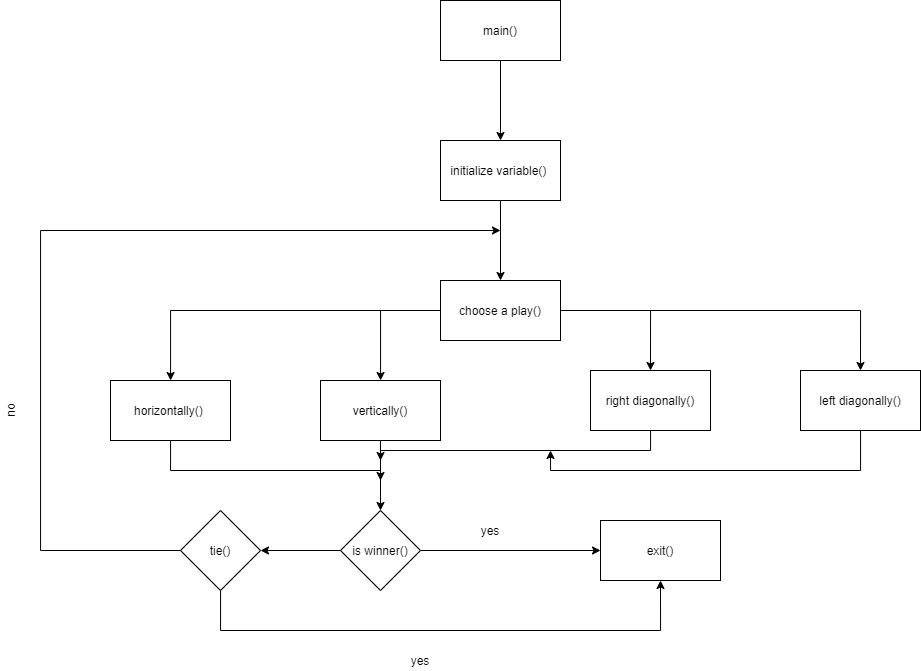 main()
initialize variable()
choose a play()
horizontally()
vertically()
right diagonally()
left diagonally()
no
tie()
is winner()
yes
exit()
yes